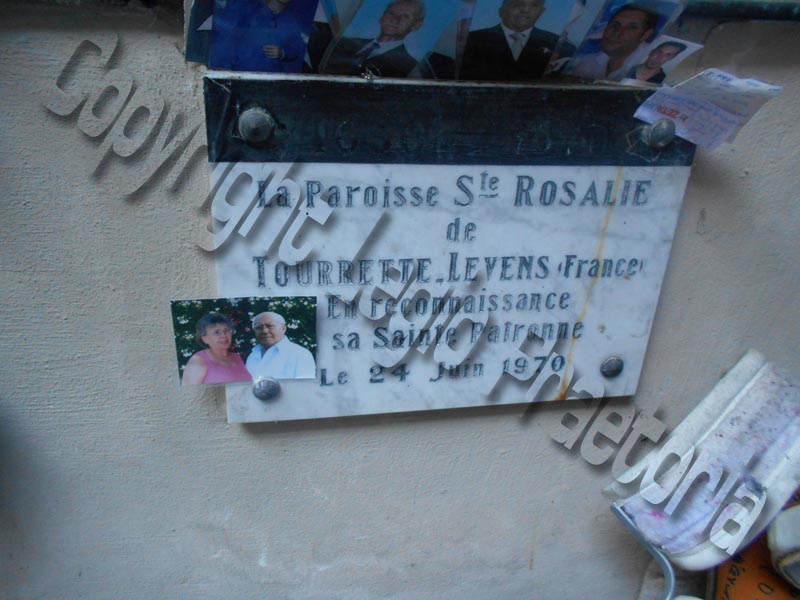 La Paroisse Ste ROSALIE
de
TOURRETTE-LEVENS (France)
En reconnaissance
sa Sainte Patronne
Le 24 Juin 1970
Copyright Legio Praetoria